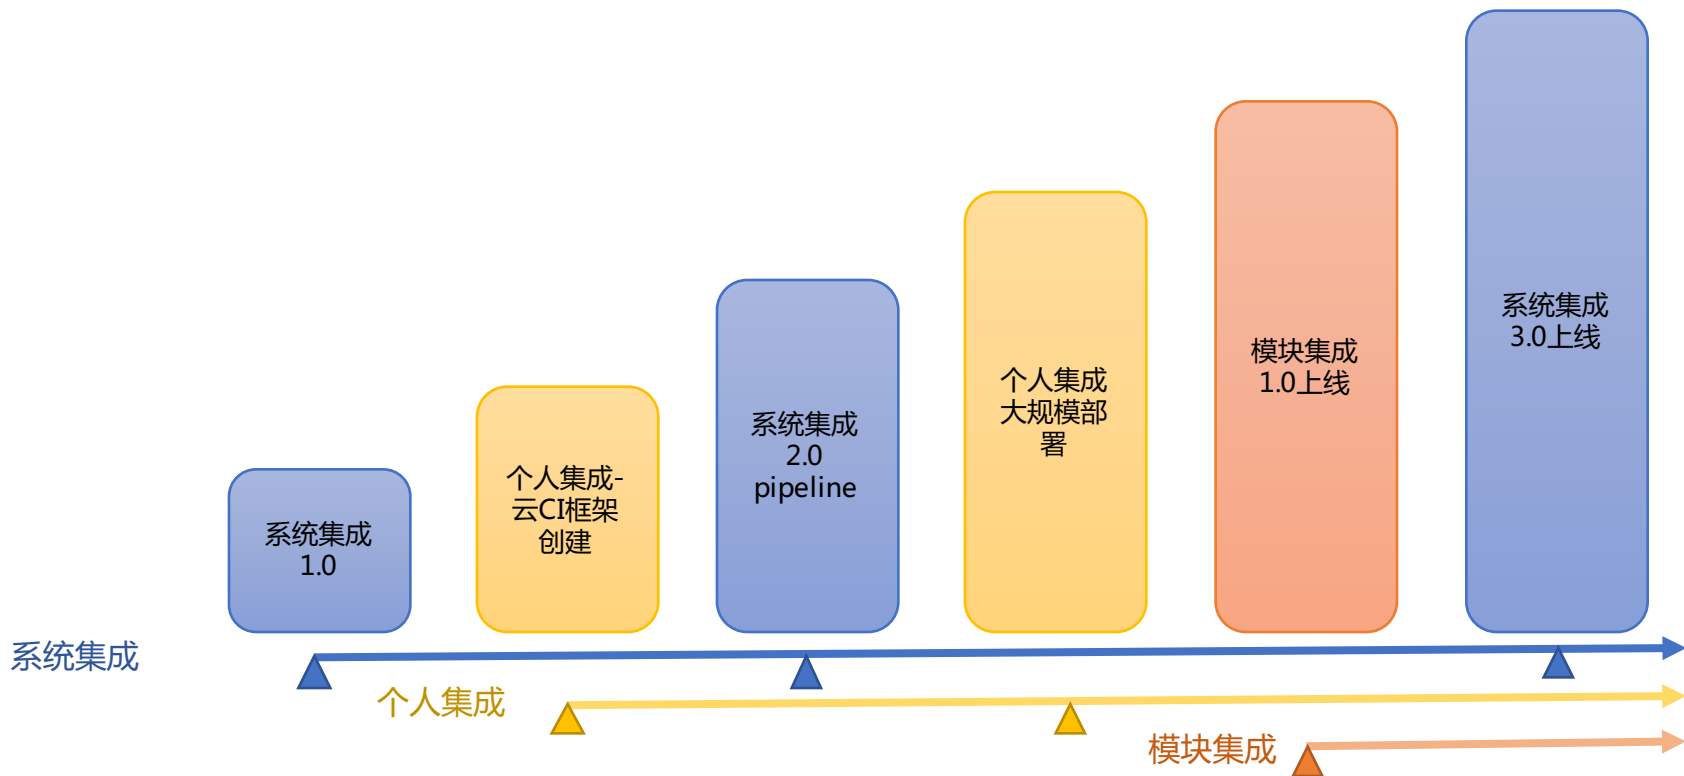 系统集成
1.0
个人集成-
云CI框架
创建
系统集成
2.0
pipeline
个人集成
大规模部
署
模块集成
1.0上线
系统集成
3.0上线
系统集成
个人集成
模块集成